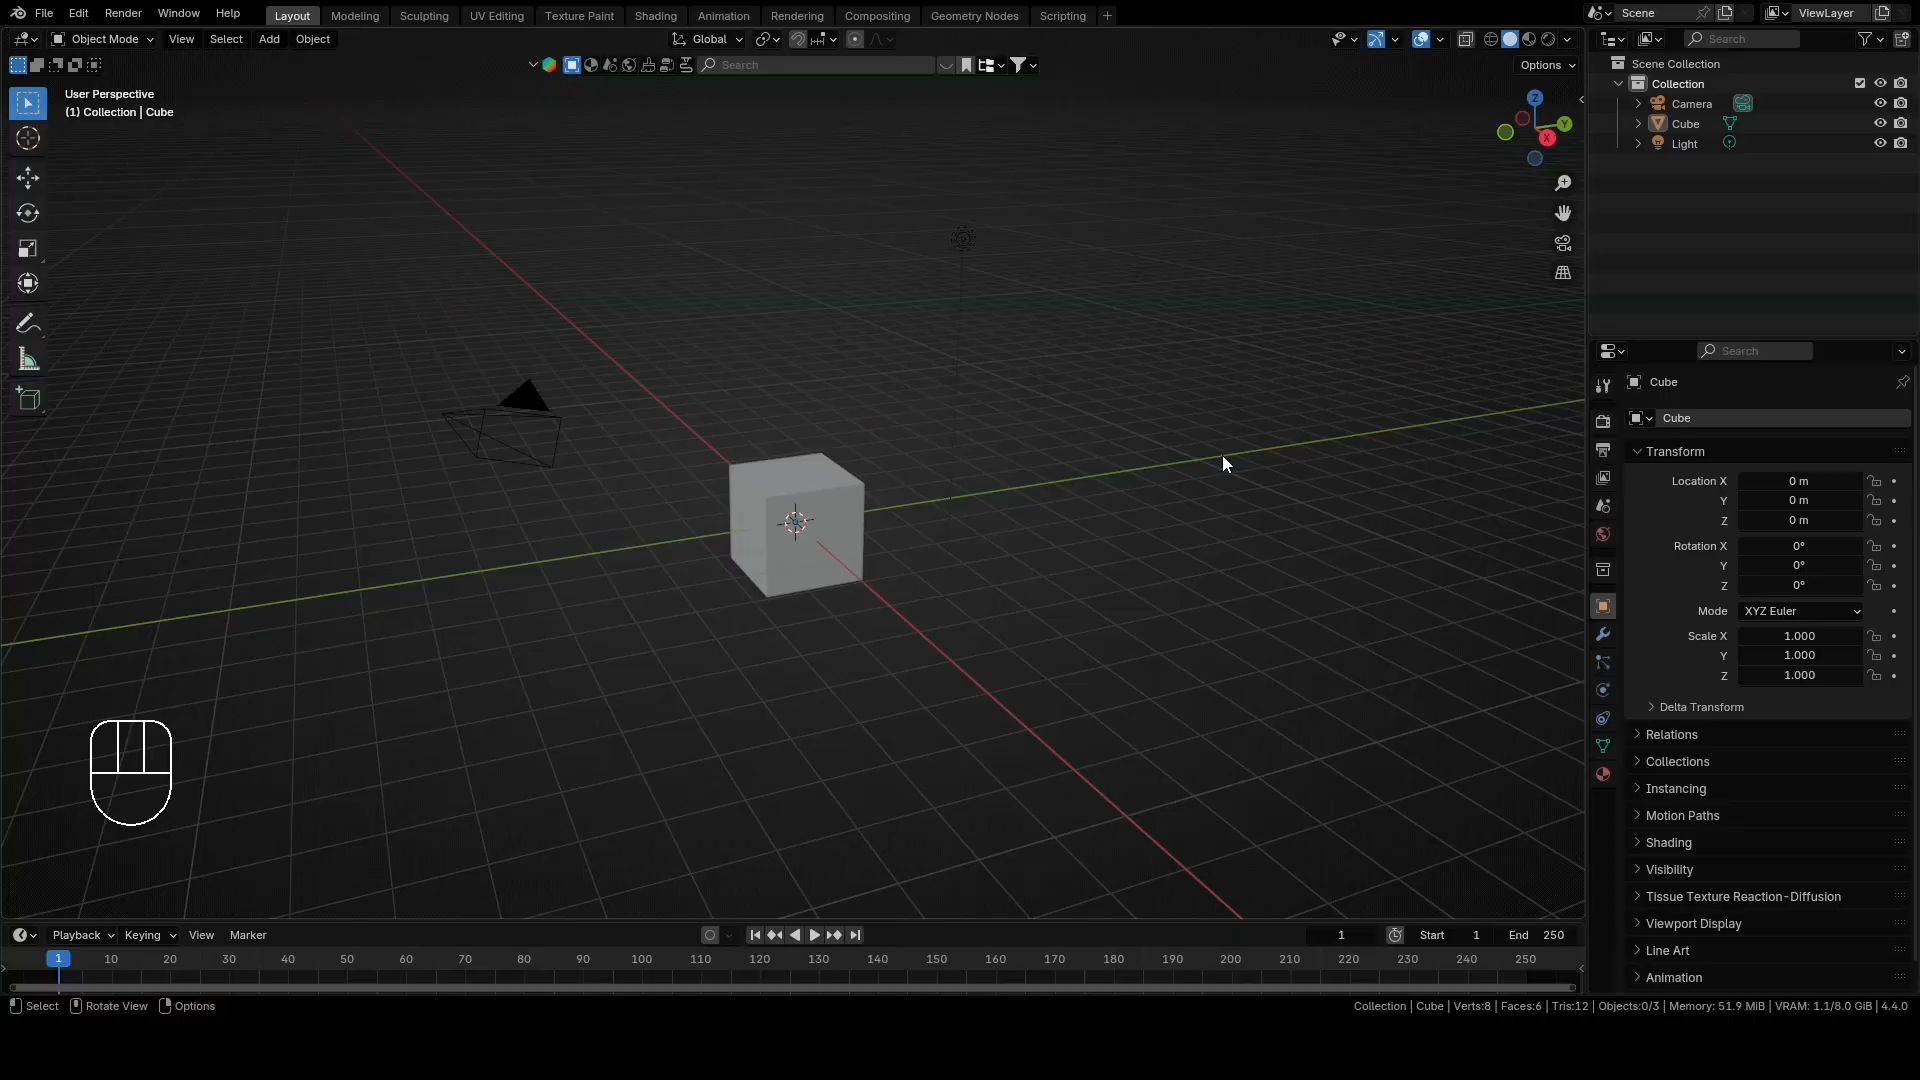 File Edit Render Window Help Layout Modeling Sculpting UV Editing Texture Paint Shading Animation Rendering Compositing Geometry Nodes Scripting + Scene ViewLayer
Object Mode View Select Add Object Global Search
Search Options
User Perspective
(1) Collection | Cube
Z
Y
X
Scene Collection
Collection
Camera
Cube
Light
Search
Cube
Cube
Transform
Location X 0 m
Y 0 m
Z 0 m
Rotation X 0°
Y 0°
Z 0°
Mode XYZ Euler
Scale X 1.000
Y 1.000
Z 1.000
Delta Transform
Relations
Collections
Instancing
Motion Paths
Shading
Visibility
Tissue Texture Reaction-Diffusion
Viewport Display
Line Art
Animation
Playback Keying View Marker 1 Start 1 End 250
1 10 20 30 40 50 60 70 80 90 100 110 120 130 140 150 160 170 180 190 200 210 220 230 240 250
Select Rotate View Options Collection | Cube | Verts:8 | Faces:6 | Tris:12 | Objects:0/3 | Memory: 51.9 MiB | VRAM: 1.1/8.0 GiB | 4.4.0